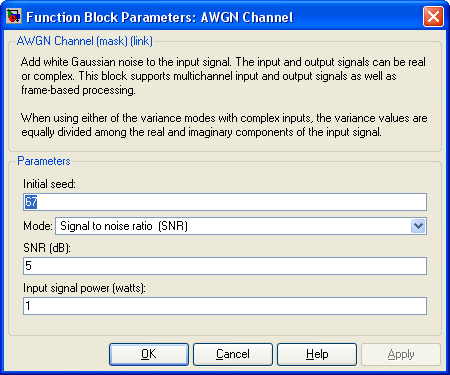 Function Block Parameters: AWGN Channel
AWGN Channel (mask) (link)
Add white Gaussian noise to the input signal. The input and output signals can be real
or complex. This block supports multichannel input and output signals as well as
frame-based processing.
When using either of the variance modes with complex inputs, the variance values are
equally divided among the real and imaginary components of the input signal.
Parameters
Initial seed:
67
Mode: Signal to noise ratio (SNR)
SNR (dB):
5
Input signal power (watts):
1
OK Cancel Help Apply